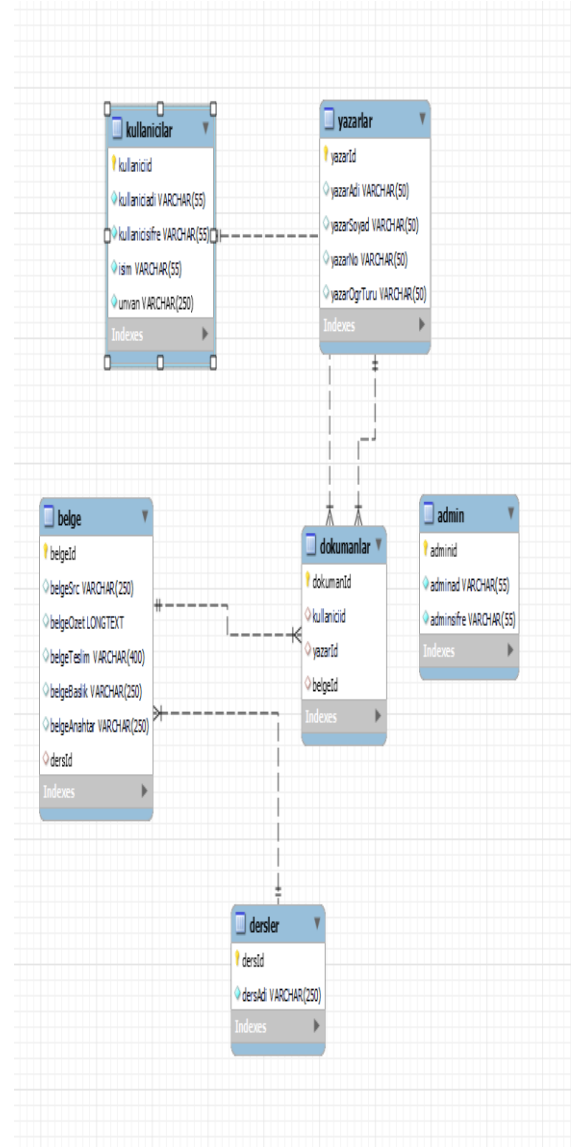 kullanicilar
kullaniciid
kullaniciadi VARCHAR(55)
kullanicisifre VARCHAR(55)
isim VARCHAR(55)
unvan VARCHAR(250)
Indexes
yazarlar
yazarId
yazarAdi VARCHAR(50)
yazarSoyad VARCHAR(50)
yazarNo VARCHAR(50)
yazarOgrTuru VARCHAR(50)
Indexes
belge
belgeId
belgeSrc VARCHAR(250)
belgeOzet LONGTEXT
belgeTeslim VARCHAR(400)
belgeBaslik VARCHAR(250)
belgeAnahtar VARCHAR(250)
dersId
Indexes
dokumanlar
dokumanId
kullaniciid
yazarId
belgeId
Indexes
admin
adminid
adminad VARCHAR(55)
adminsifre VARCHAR(55)
Indexes
dersler
dersId
dersAdi VARCHAR(250)
Indexes